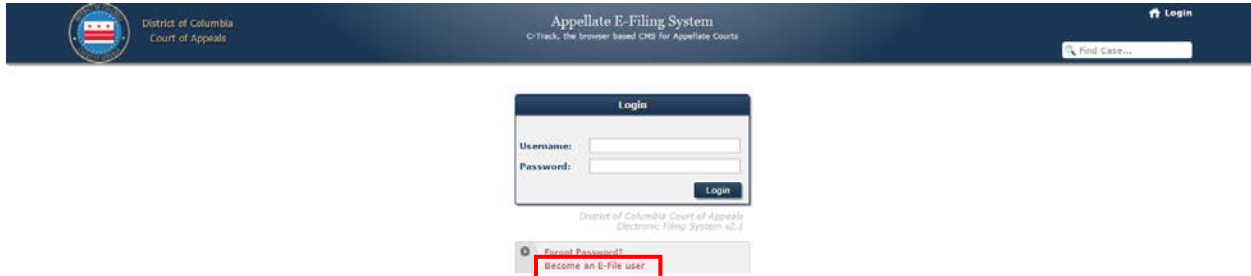 District of Columbia
Court of Appeals
Appellate E-Filing System
C-Track, the browser based CMS for Appellate Courts
Login
Find Case...
Login
Username:
Password:
Login
District of Columbia Court of Appeals
Electronic Filing System v2.1
Forgot Password?
Become an E-File user